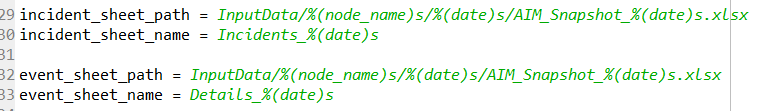 29 incident_sheet_path = InputData/%(node_name)s/%(date)s/AIM_Snapshot_%(date)s.xlsx
30 incident_sheet_name = Incidents_%(date)s
31
32 event_sheet_path = InputData/%(node_name)s/%(date)s/AIM_Snapshot_%(date)s.xlsx
33 event_sheet_name = Details_%(date)s